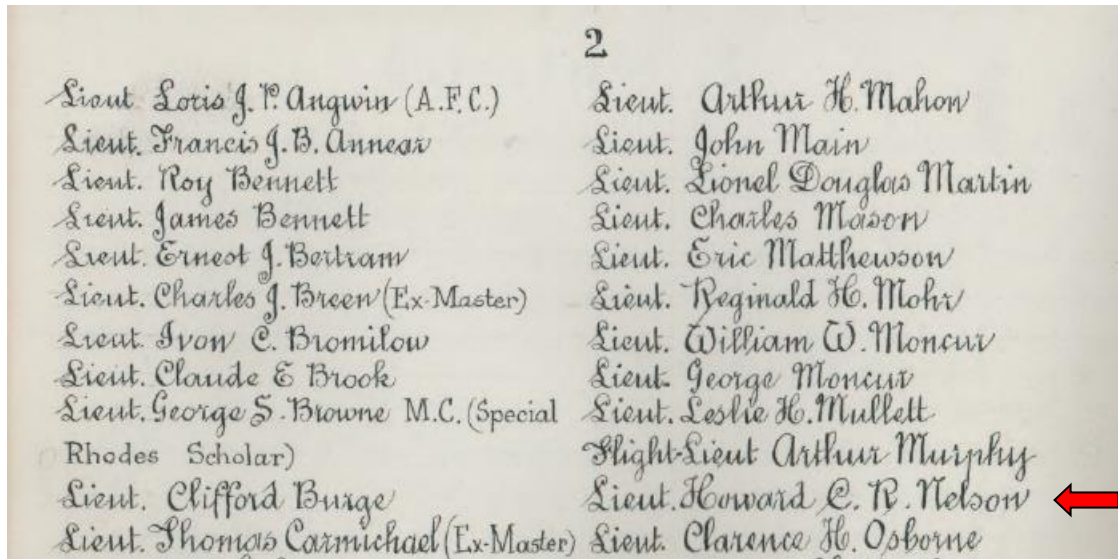 2
Lieut. Loris J. P. Angwin (A.F.C.)
Lieut. Francis J. B. Annear
Lieut. Roy Bennett
Lieut. James Bennett
Lieut. Ernest J. Bertram
Lieut. Charles J. Breen (Ex-Master)
Lieut. Ivon C. Bromilow
Lieut. Claude E Brook
Lieut. George S. Browne M.C. (Special
Rhodes Scholar)
Lieut. Clifford Burge
Lieut. Thomas Carmichael (Ex-Master)
Lieut. Arthur H. Mahon
Lieut. John Main
Lieut. Lionel Douglas Martin
Lieut. Charles Mason
Lieut. Eric Matthewson
Lieut. Reginald H. Mohr
Lieut. William W. Moncur
Lieut. George Moncur
Lieut. Leslie H. Mullett
Flight-Lieut Arthur Murphy
Lieut. Howard C. R. Nelson
Lieut. Clarence H. Osborne